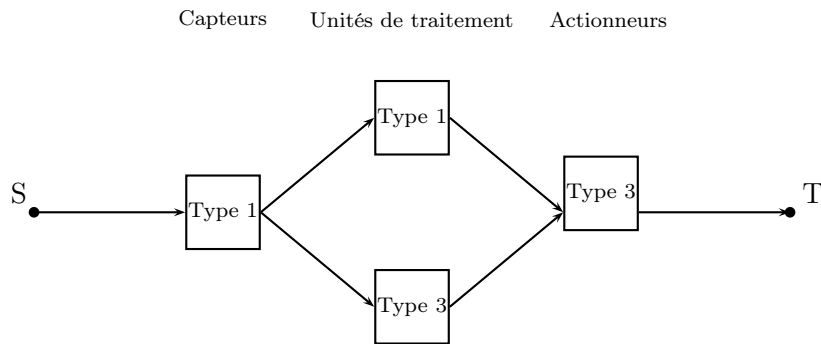 Capteurs Unités de traitement Actionneurs
Type 1
S Type 1 Type 3 T
Type 3